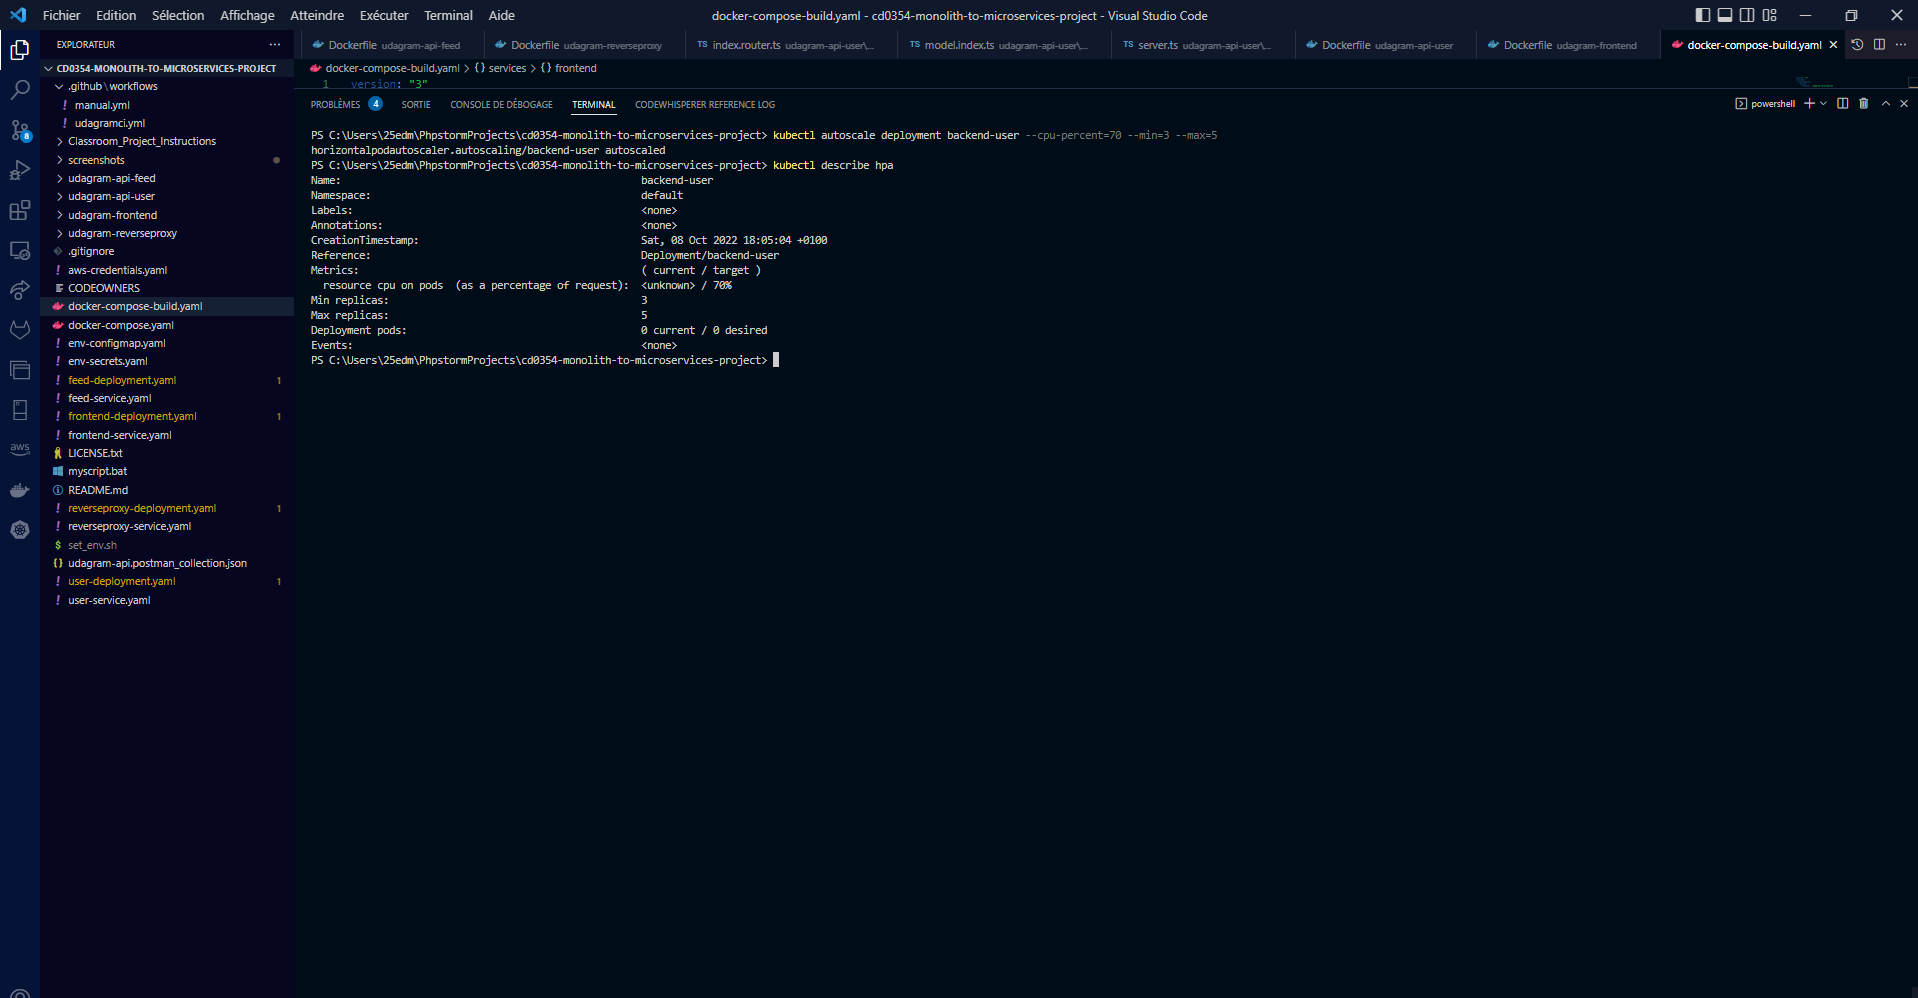 Fichier Edition Sélection Affichage Atteindre Exécuter Terminal Aide
docker-compose-build.yaml - cd0354-monolith-to-microservices-project - Visual Studio Code
EXPLORATEUR
CD0354-MONOLITH-TO-MICROSERVICES-PROJECT
.github\workflows
! manual.yml
! udagramci.yml
Classroom_Project_Instructions
screenshots
udagram-api-feed
udagram-api-user
udagram-frontend
udagram-reverseproxy
.gitignore
! aws-credentials.yaml
CODEOWNERS
docker-compose-build.yaml
docker-compose.yaml
! env-configmap.yaml
! env-secrets.yaml
! feed-deployment.yaml 1
! feed-service.yaml
! frontend-deployment.yaml 1
! frontend-service.yaml
LICENSE.txt
myscript.bat
README.md
! reverseproxy-deployment.yaml 1
! reverseproxy-service.yaml
$ set_env.sh
{} udagram-api.postman_collection.json
! user-deployment.yaml 1
! user-service.yaml
8
aws
Dockerfile udagram-api-feed
Dockerfile udagram-reverseproxy
TS index.router.ts udagram-api-user\...
TS model.index.ts udagram-api-user\...
TS server.ts udagram-api-user\...
Dockerfile udagram-api-user
Dockerfile udagram-frontend
docker-compose-build.yaml
docker-compose-build.yaml > {} services > {} frontend
1 version: "3"
PROBLÈMES 4 SORTIE CONSOLE DE DÉBOGAGE TERMINAL CODEWHISPERER REFERENCE LOG
powershell
PS C:\Users\25edm\PhpstormProjects\cd0354-monolith-to-microservices-project> kubectl autoscale deployment backend-user --cpu-percent=70 --min=3 --max=5
horizontalpodautoscaler.autoscaling/backend-user autoscaled
PS C:\Users\25edm\PhpstormProjects\cd0354-monolith-to-microservices-project> kubectl describe hpa
Name: backend-user
Namespace: default
Labels: <none>
Annotations: <none>
CreationTimestamp: Sat, 08 Oct 2022 18:05:04 +0100
Reference: Deployment/backend-user
Metrics: ( current / target )
resource cpu on pods (as a percentage of request): <unknown> / 70%
Min replicas: 3
Max replicas: 5
Deployment pods: 0 current / 0 desired
Events: <none>
PS C:\Users\25edm\PhpstormProjects\cd0354-monolith-to-microservices-project>